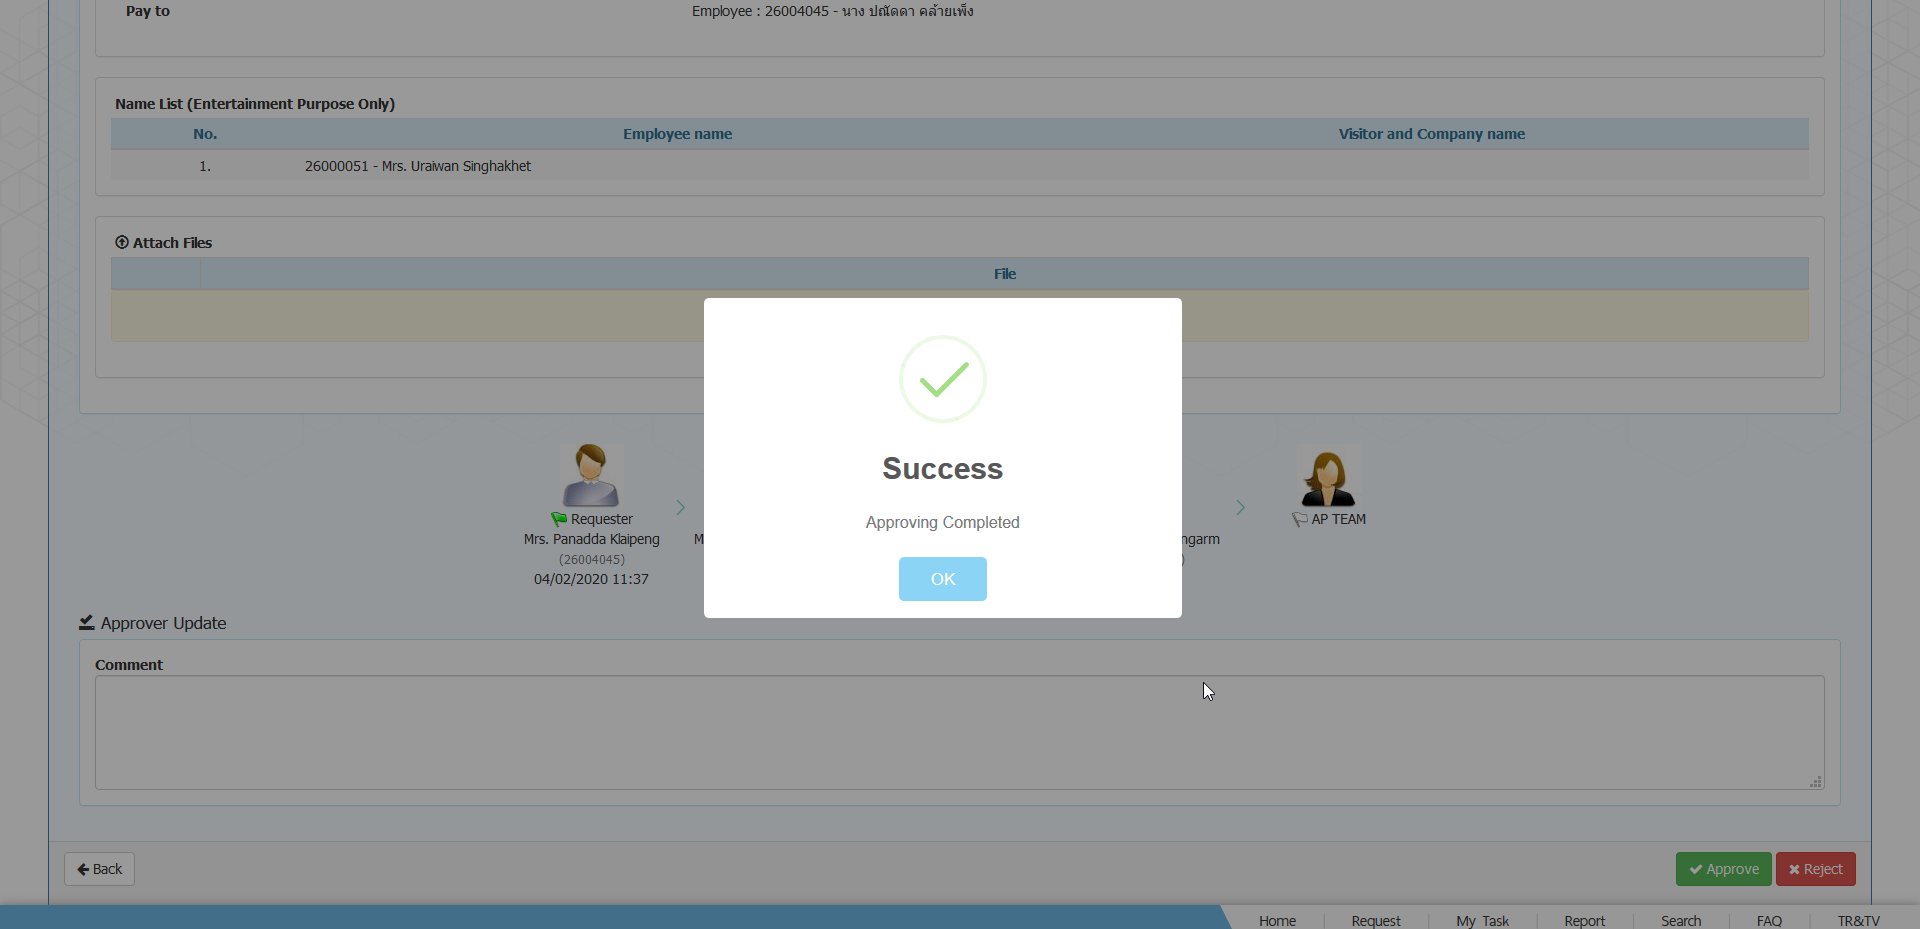 Pay to
Employee : 26004045 - นาง ปณัดดา คล้ายเพ็ง
Name List (Entertainment Purpose Only)
No. Employee name Visitor and Company name
1. 26000051 - Mrs. Uraiwan Singhakhet
Attach Files
File
Success
Approving Completed
OK
Requester
Mrs. Panadda Klaipeng
(26004045)
04/02/2020 11:37
M
ngarm
)
AP TEAM
Approver Update
Comment
Back
Approve
Reject
Home
Request
My Task
Report
Search
FAQ
TR&TV